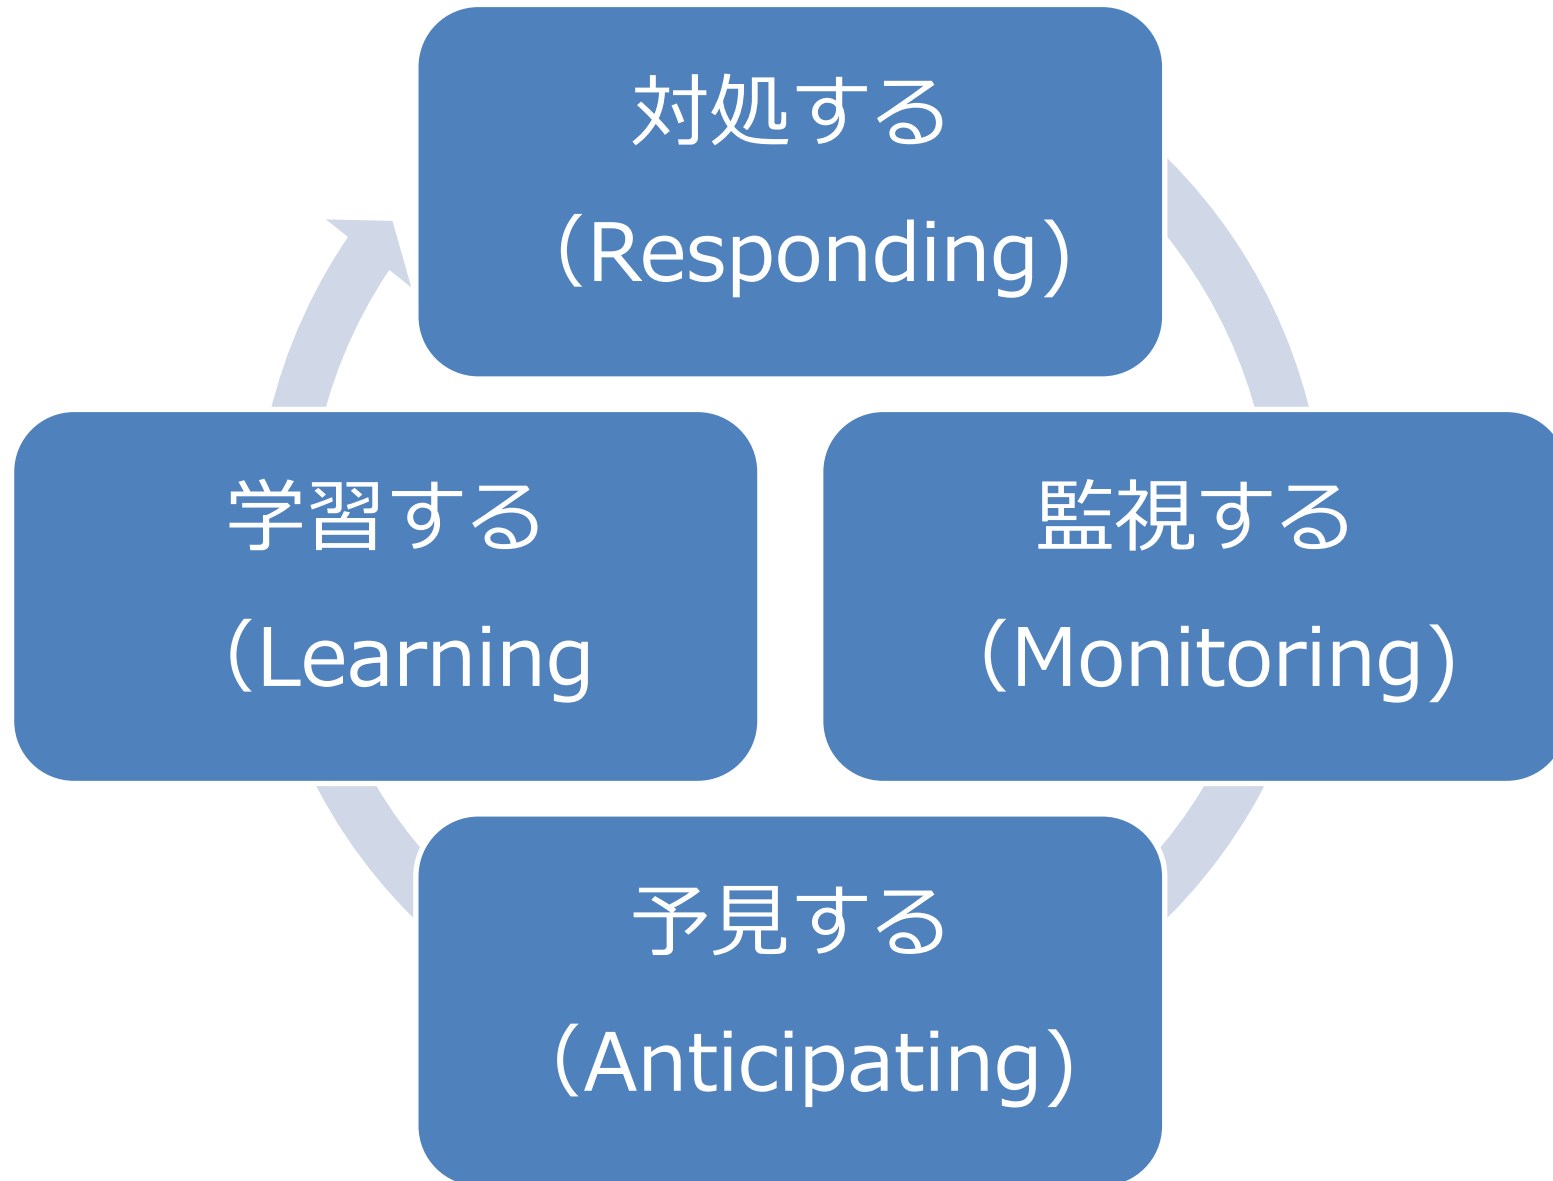 対処する
（Responding)
学習する
（Learning
監視する
（Monitoring)
予見する
（Anticipating)